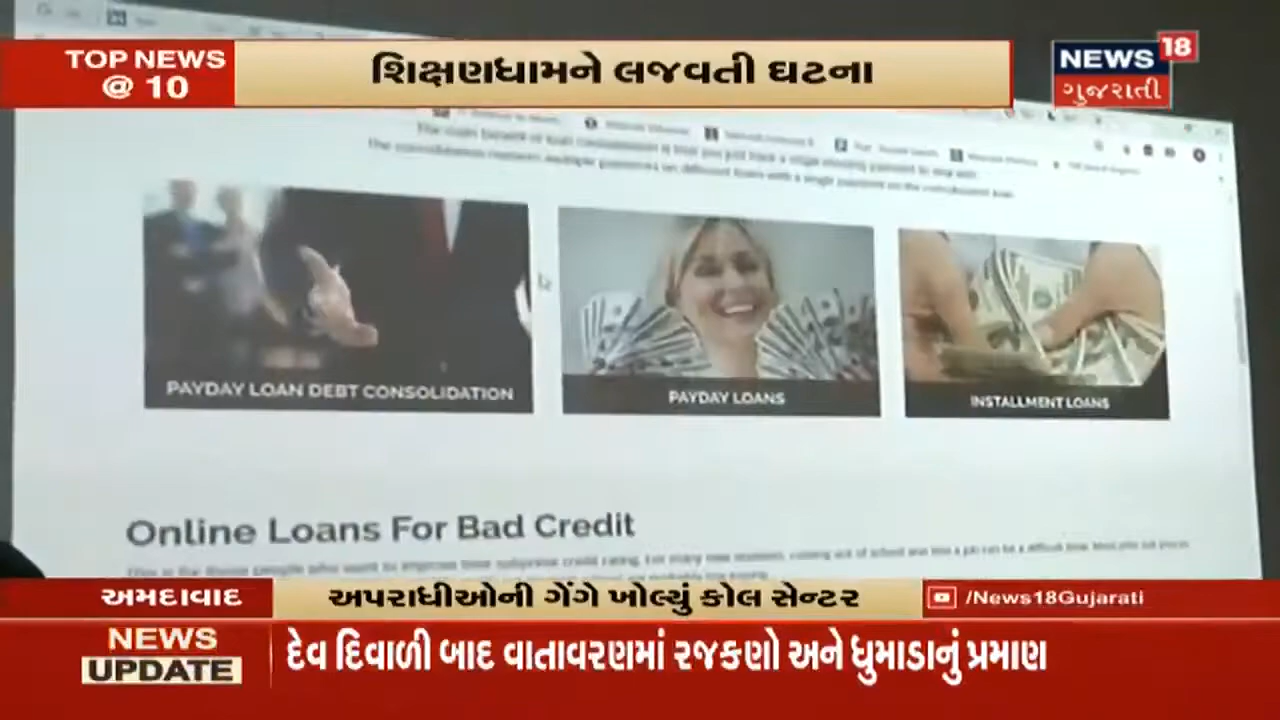 TOP NEWS
@ 10
શિક્ષણધામને લજવતી ઘટના
NEWS 18
ગુજરાતી
PAYDAY LOAN DEBT CONSOLIDATION
PAYDAY LOANS
INSTALLMENT LOANS
Online Loans For Bad Credit
અમદાવાદ
અપરાધીઓની ગેંગે ખોલ્યું કોલ સેન્ટર
/News18Gujarati
NEWS
UPDATE
દેવ દિવાળી બાદ વાતાવરણમાં રજકણો અને ધુમાડાનું પ્રમાણ